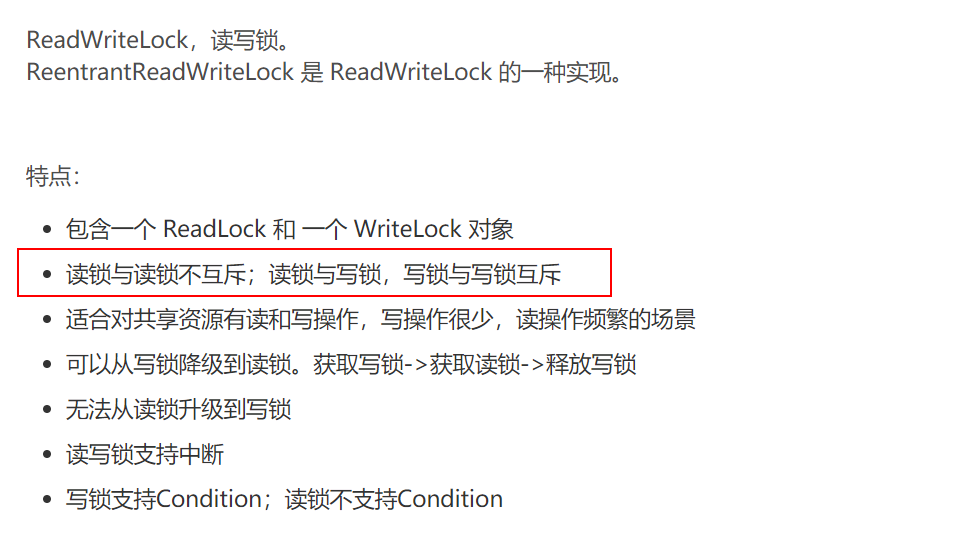 ReadWriteLock，读写锁。
ReentrantReadWriteLock 是 ReadWriteLock 的一种实现。
特点：
包含一个 ReadLock 和 一个 WriteLock 对象
读锁与读锁不互斥；读锁与写锁，写锁与写锁互斥
适合对共享资源有读和写操作，写操作很少，读操作频繁的场景
可以从写锁降级到读锁。获取写锁->获取读锁->释放写锁
无法从读锁升级到写锁
读写锁支持中断
写锁支持Condition；读锁不支持Condition